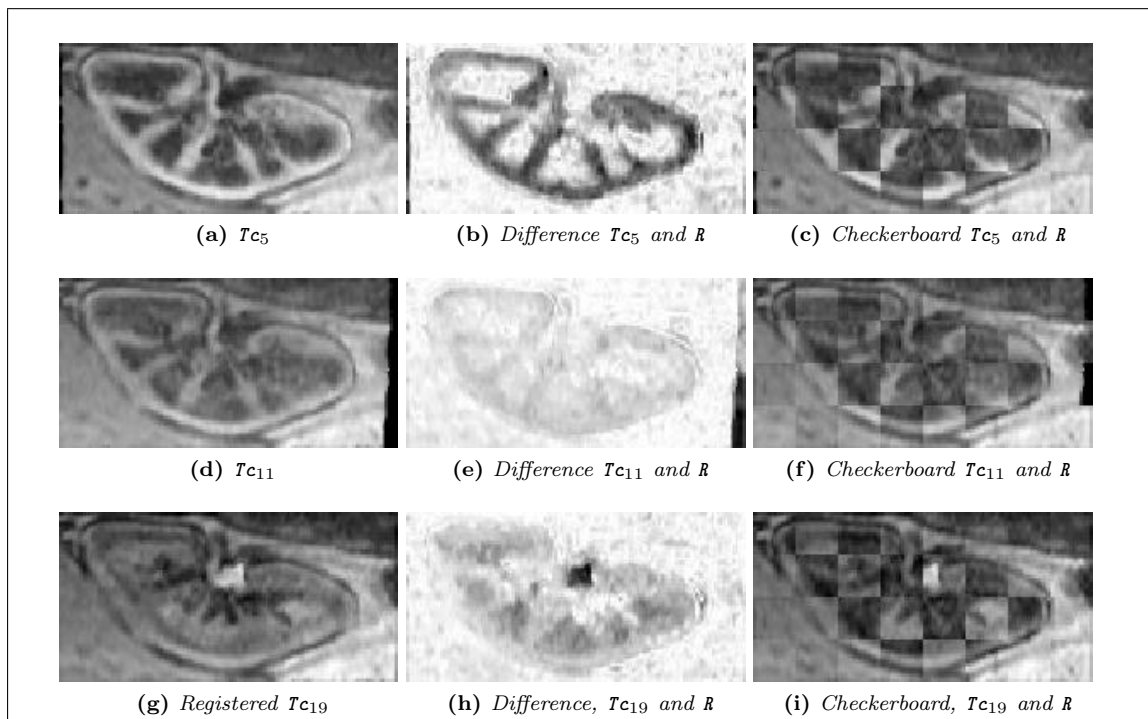 (a) Tc₅ (b) Difference Tc₅ and R (c) Checkerboard Tc₅ and R
(d) Tc₁₁ (e) Difference Tc₁₁ and R (f) Checkerboard Tc₁₁ and R
(g) Registered Tc₁₉ (h) Difference, Tc₁₉ and R (i) Checkerboard, Tc₁₉ and R